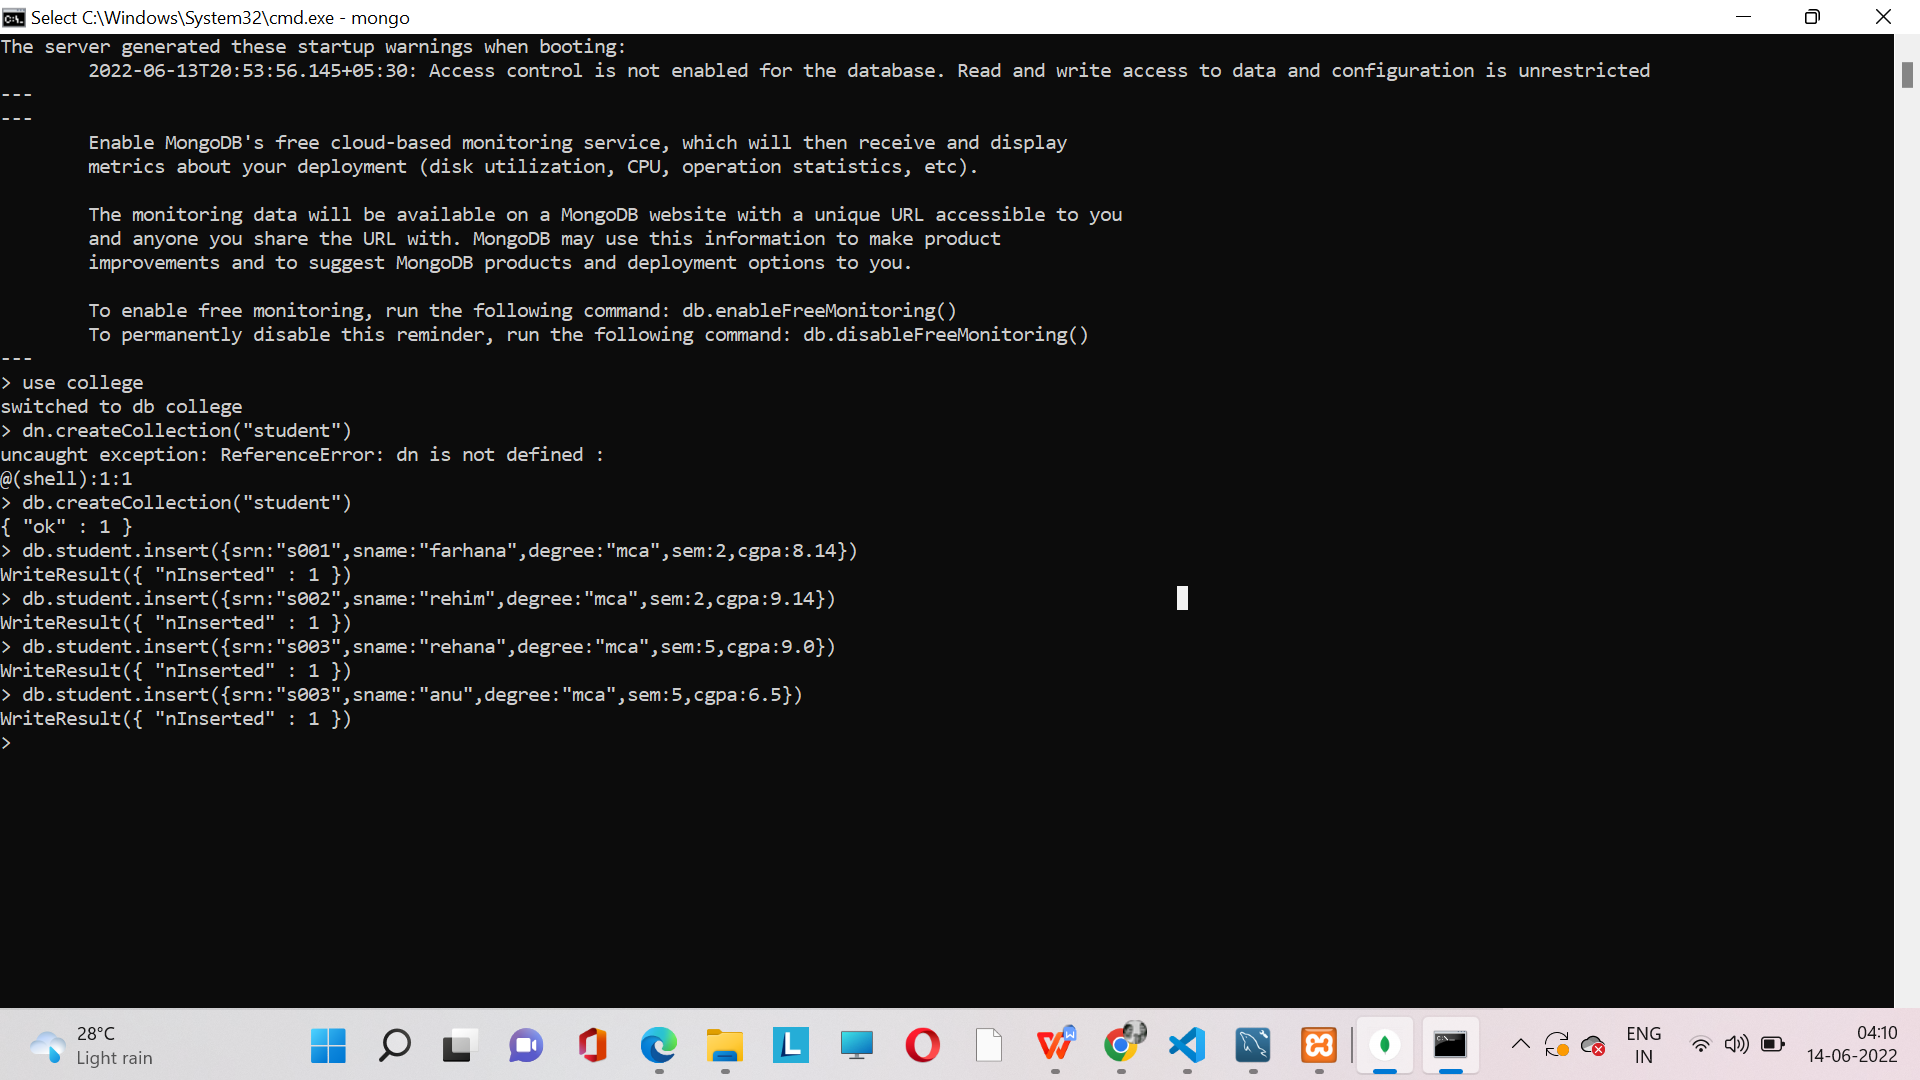 Select C:\Windows\System32\cmd.exe - mongo
The server generated these startup warnings when booting:
        2022-06-13T20:53:56.145+05:30: Access control is not enabled for the database. Read and write access to data and configuration is unrestricted
---
---
        Enable MongoDB's free cloud-based monitoring service, which will then receive and display
        metrics about your deployment (disk utilization, CPU, operation statistics, etc).

        The monitoring data will be available on a MongoDB website with a unique URL accessible to you
        and anyone you share the URL with. MongoDB may use this information to make product
        improvements and to suggest MongoDB products and deployment options to you.

        To enable free monitoring, run the following command: db.enableFreeMonitoring()
        To permanently disable this reminder, run the following command: db.disableFreeMonitoring()
---
> use college
switched to db college
> dn.createCollection("student")
uncaught exception: ReferenceError: dn is not defined :
@(shell):1:1
> db.createCollection("student")
{ "ok" : 1 }
> db.student.insert({srn:"s001",sname:"farhana",degree:"mca",sem:2,cgpa:8.14})
WriteResult({ "nInserted" : 1 })
> db.student.insert({srn:"s002",sname:"rehim",degree:"mca",sem:2,cgpa:9.14})
WriteResult({ "nInserted" : 1 })
> db.student.insert({srn:"s003",sname:"rehana",degree:"mca",sem:5,cgpa:9.0})
WriteResult({ "nInserted" : 1 })
> db.student.insert({srn:"s003",sname:"anu",degree:"mca",sem:5,cgpa:6.5})
WriteResult({ "nInserted" : 1 })
>
28°C
Light rain
ENG
IN
04:10
14-06-2022